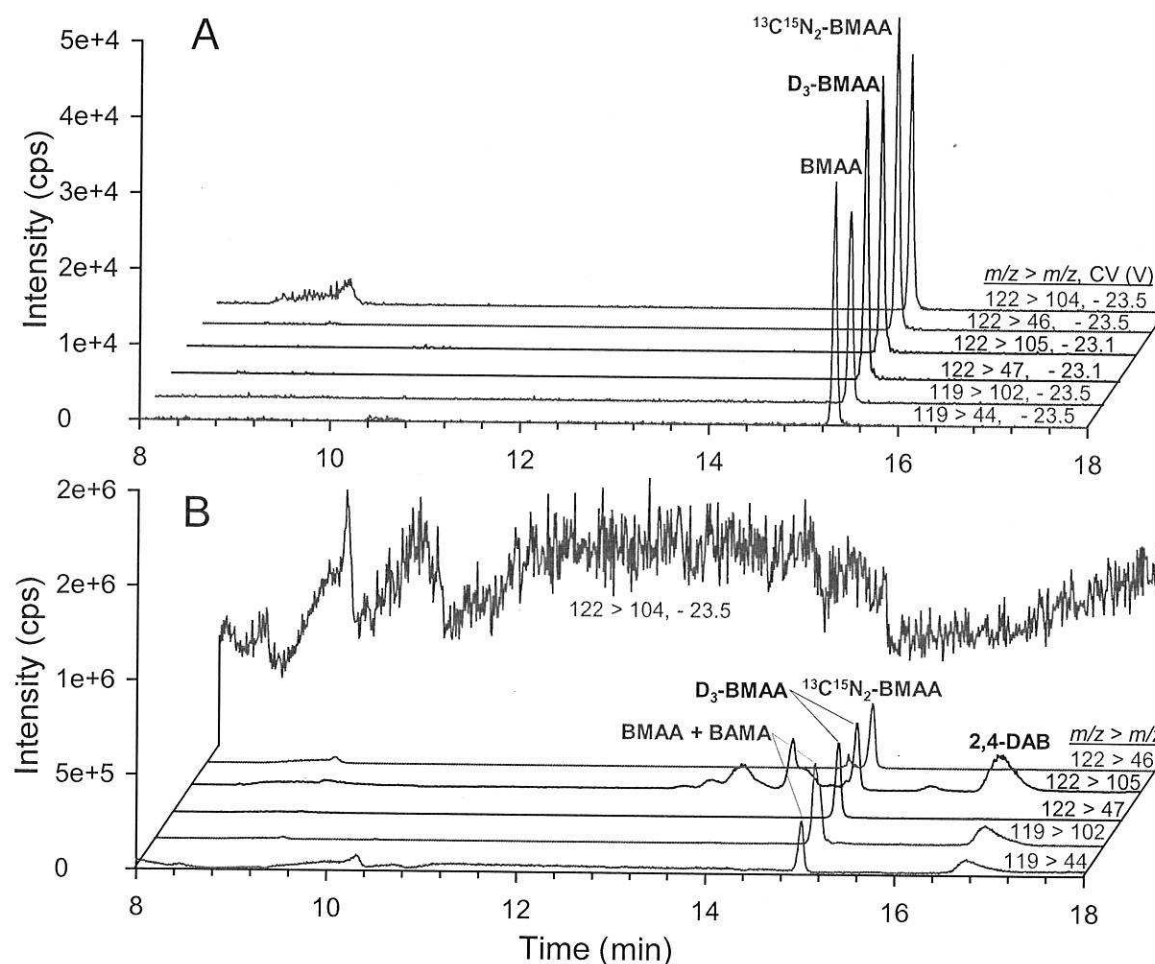 A
¹³C¹⁵N₂-BMAA
D₃-BMAA
BMAA
5e+4
4e+4
3e+4
2e+4
1e+4
0
Intensity (cps)
m/z > m/z, CV (V)
122 > 104, - 23.5
122 > 46, - 23.5
122 > 105, - 23.1
122 > 47, - 23.1
119 > 102, - 23.5
119 > 44, - 23.5
8 10 12 14 16 18
B
2e+6
2e+6
1e+6
5e+5
0
Intensity (cps)
122 > 104, - 23.5
D₃-BMAA ¹³C¹⁵N₂-BMAA
BMAA + BAMA
2,4-DAB
m/z > m/z
122 > 46
122 > 105
122 > 47
119 > 102
119 > 44
8 10 12 14 16 18
Time (min)